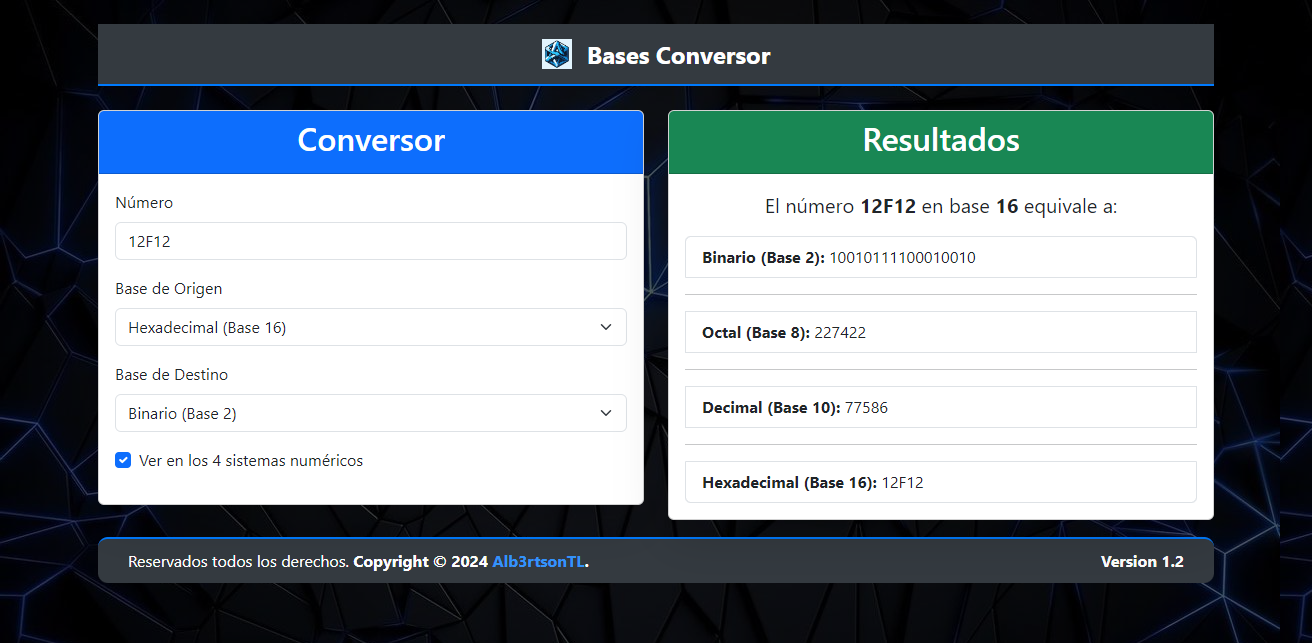 Bases Conversor
Conversor
Número
12F12
Base de Origen
Hexadecimal (Base 16)
Base de Destino
Binario (Base 2)
Ver en los 4 sistemas numéricos
Resultados
El número 12F12 en base 16 equivale a:
Binario (Base 2): 10010111100010010
Octal (Base 8): 227422
Decimal (Base 10): 77586
Hexadecimal (Base 16): 12F12
Reservados todos los derechos. Copyright © 2024 Alb3rtsonTL.
Version 1.2